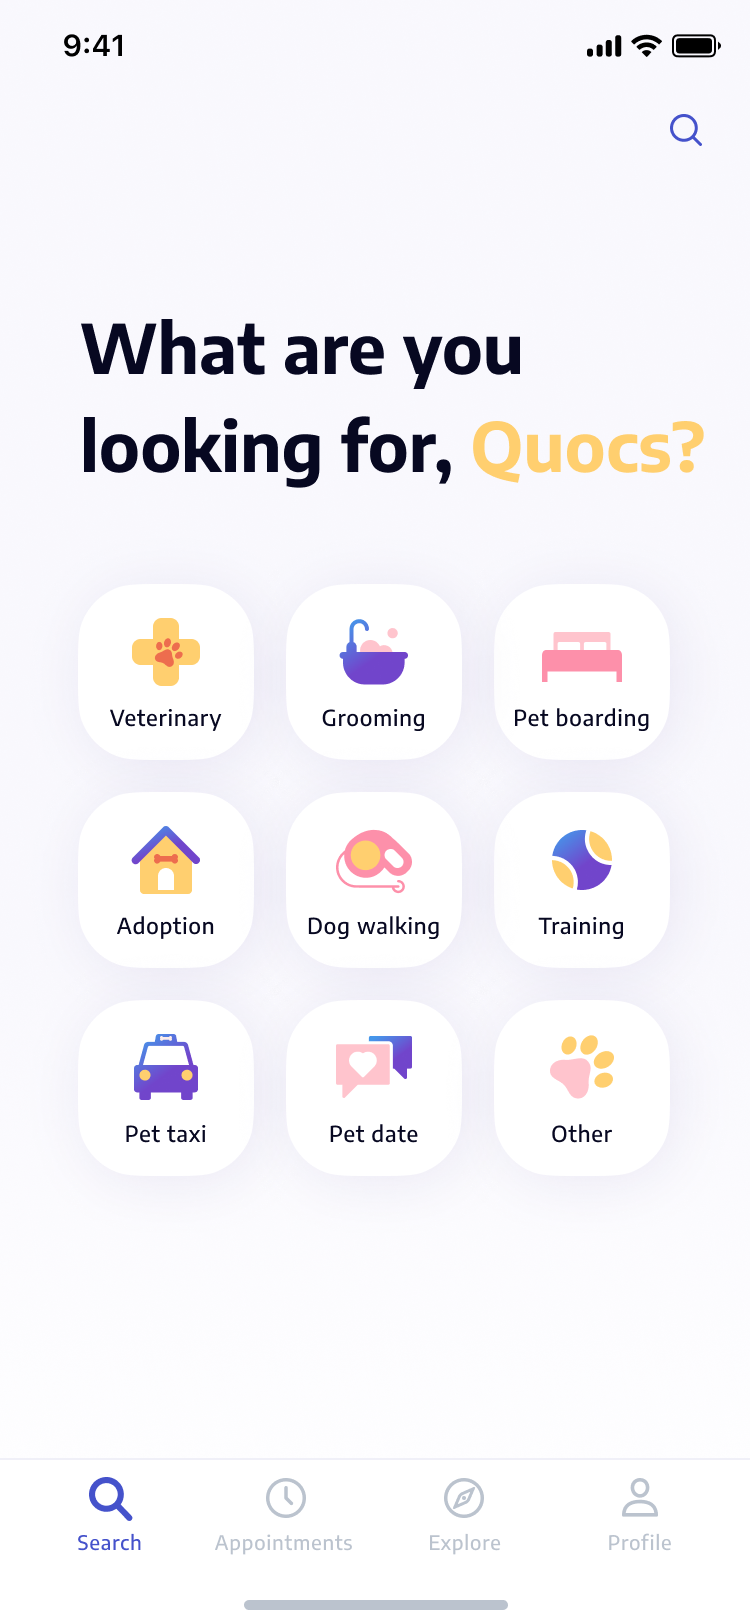 9:41
What are you
looking for, Quocs?
Veterinary
Grooming
Pet boarding
Adoption
Dog walking
Training
Pet taxi
Pet date
Other
Search
Appointments
Explore
Profile